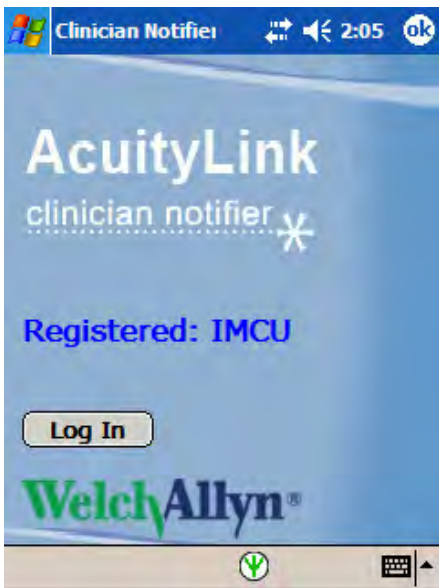 Clinician Notifier 2:05 ok
AcuityLink
clinician notifier
Registered: IMCU
Log In
WelchAllyn®